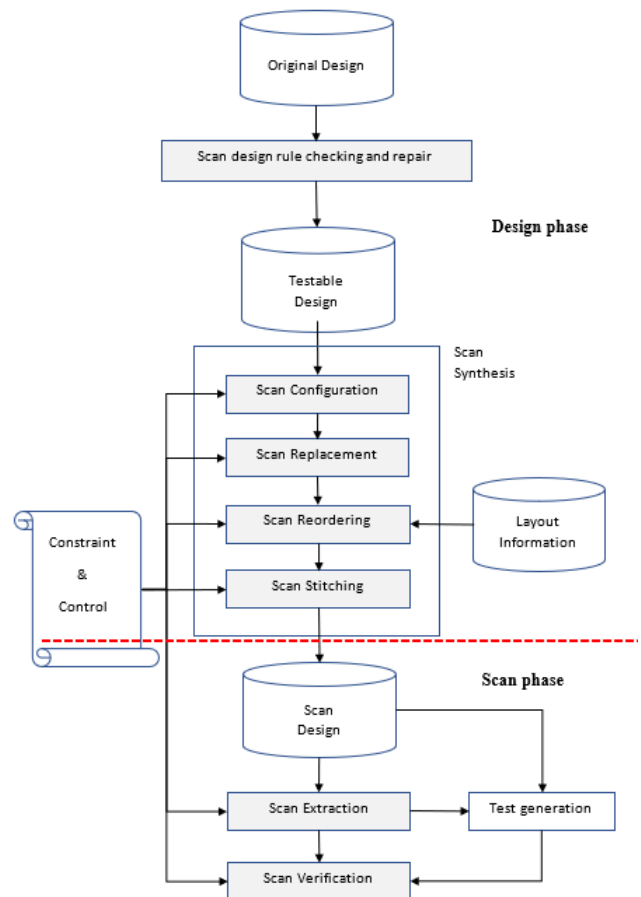 Original Design
Scan design rule checking and repair
Design phase
Testable
Design
Scan
Synthesis
Scan Configuration
Scan Replacement
Scan Reordering
Layout
Information
Constraint
&
Control
Scan Stitching
Scan phase
Scan
Design
Scan Extraction
Test generation
Scan Verification